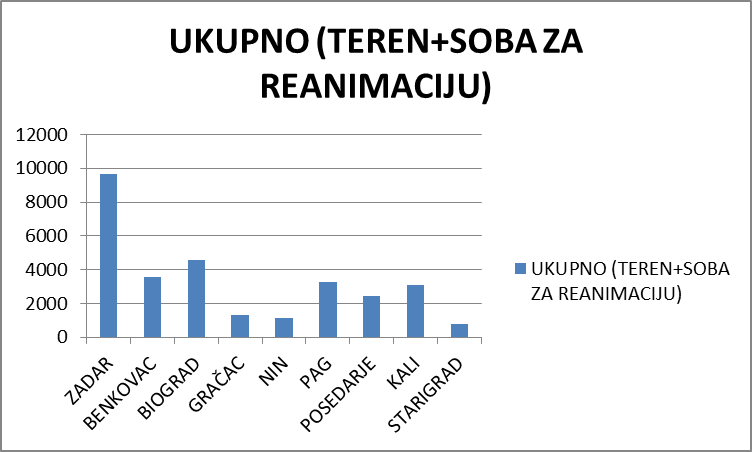 UKUPNO (TEREN+SOBA ZA
REANIMACIJU)
12000
10000
8000
6000
4000
2000
0
ZADAR
BENKOVAC
BIOGRAD
GRAČAC
NIN
PAG
POSEDARJE
KALI
STARIGRAD
UKUPNO (TEREN+SOBA
ZA REANIMACIJU)